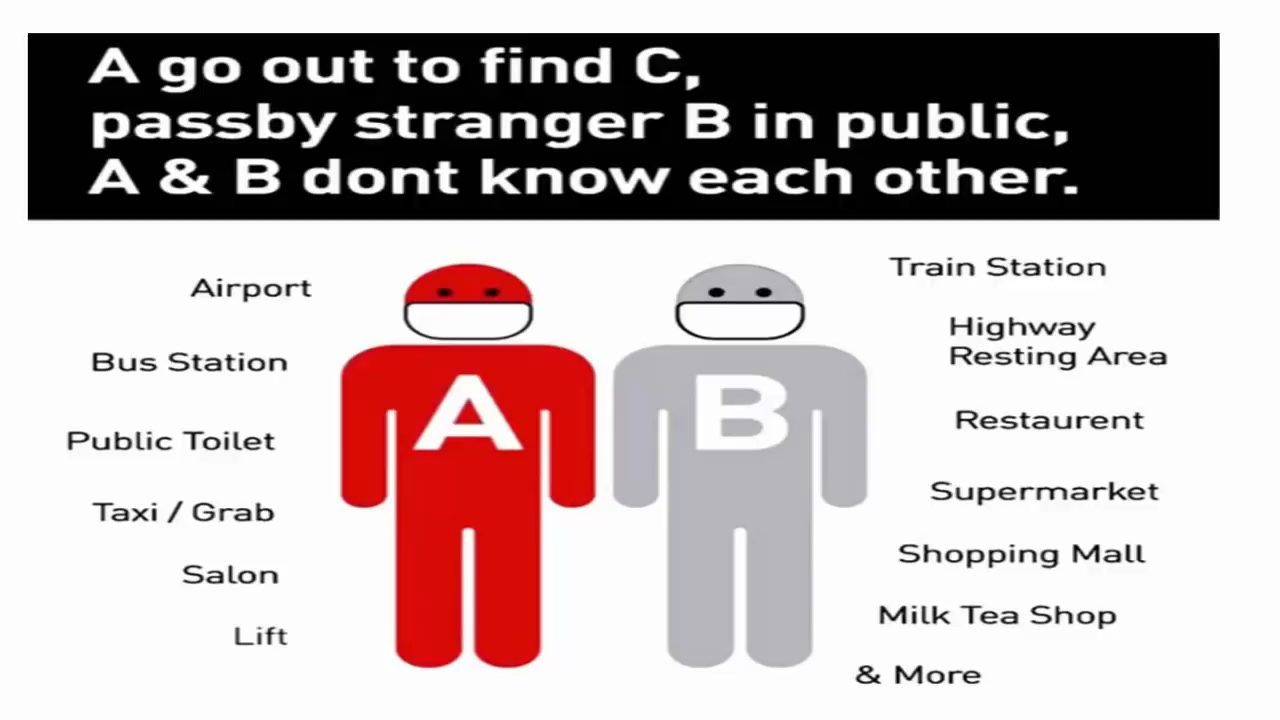 A go out to find C,
passby stranger B in public,
A & B dont know each other.
Airport
Bus Station
Public Toilet
Taxi / Grab
Salon
Lift
A
B
Train Station
Highway
Resting Area
Restaurent
Supermarket
Shopping Mall
Milk Tea Shop
& More